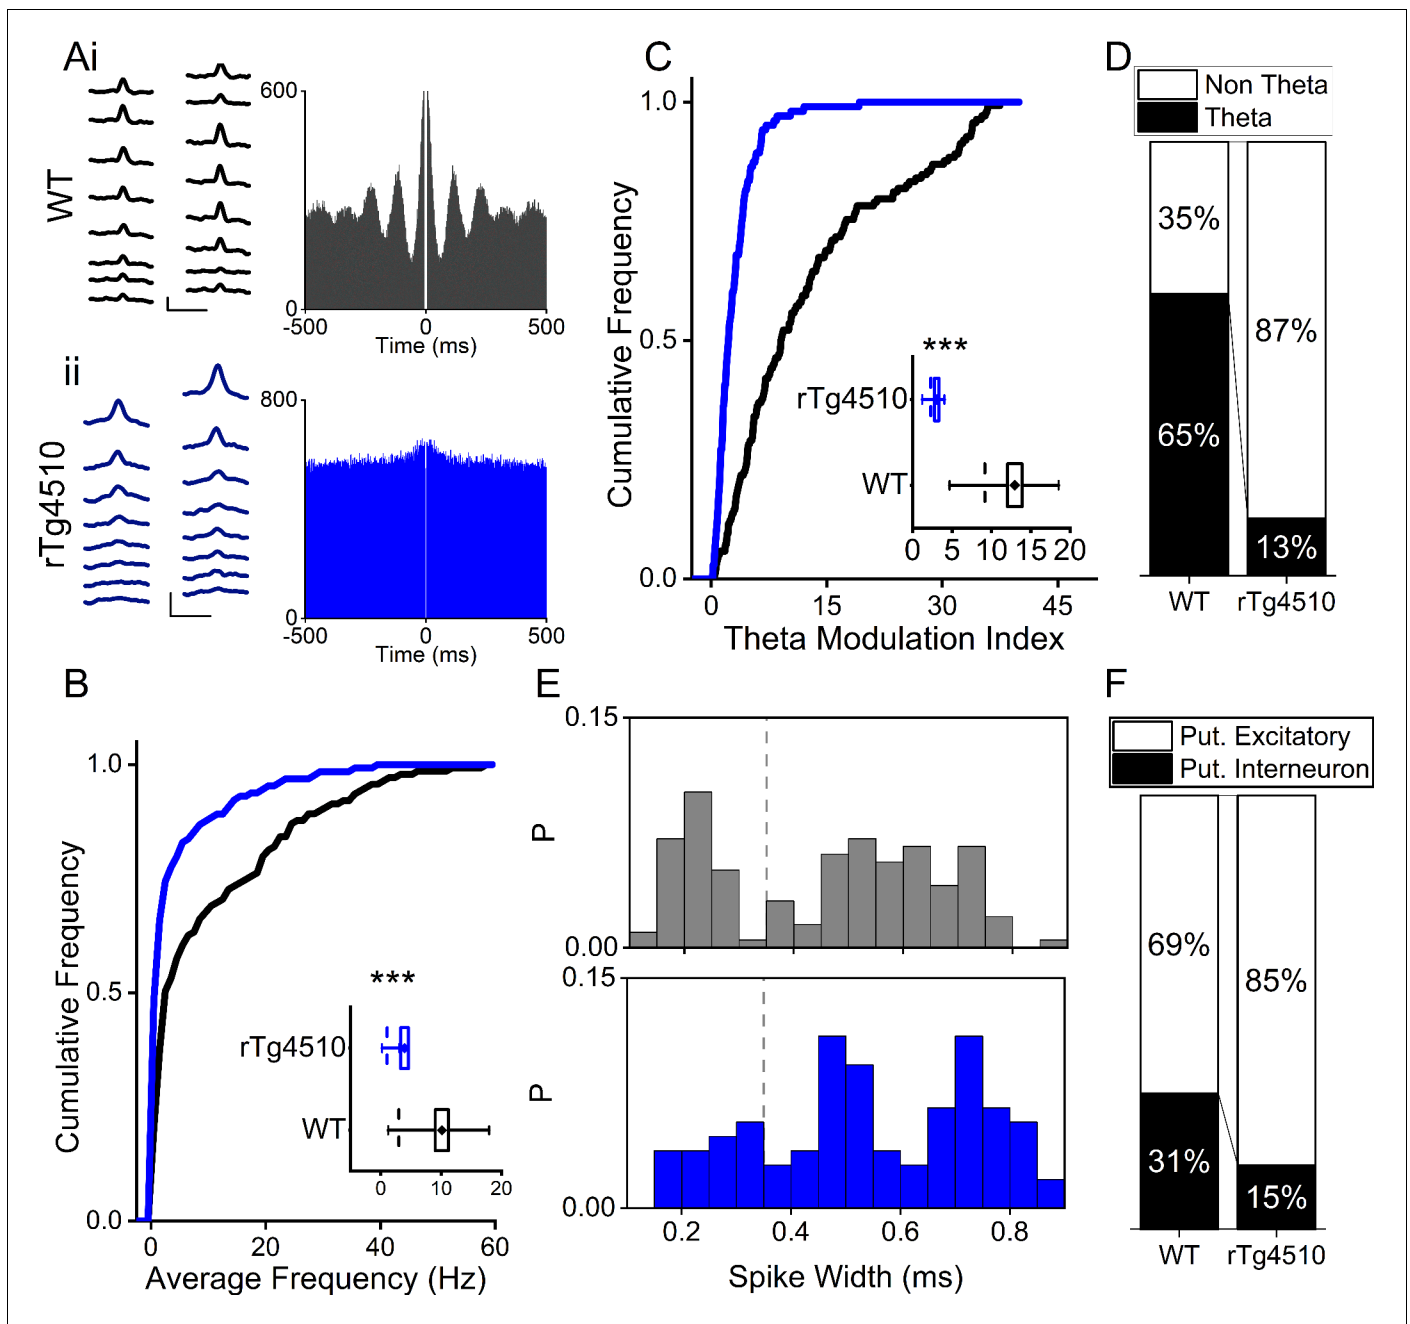 Ai
WT
600
0
-500
0
500
Time (ms)
ii
rTg4510
800
0
-500
0
500
Time (ms)
B
Cumulative Frequency
1.0
0.5
0.0
0
20
40
60
Average Frequency (Hz)
***
rTg4510
WT
0
10
20
C
Cumulative Frequency
1.0
0.5
0.0
0
15
30
45
Theta Modulation Index
***
rTg4510
WT
0
5
10
15
20
D
Non Theta
Theta
35%
65%
87%
13%
WT
rTg4510
E
0.15
P
0.00
0.15
P
0.00
0.2
0.4
0.6
0.8
Spike Width (ms)
F
Put. Excitatory
Put. Interneuron
69%
31%
85%
15%
WT
rTg4510